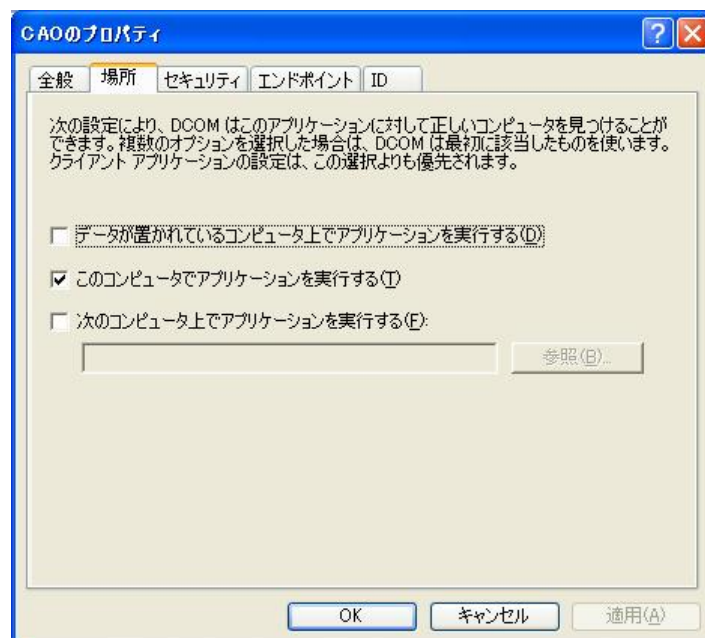 CAOのプロパティ
全般 場所 セキュリティ エンドポイント ID
次の設定により、DCOM はこのアプリケーションに対して正しいコンピュータを見つけることが
できます。複数のオプションを選択した場合は、DCOM は最初に該当したものを使います。
クライアント アプリケーションの設定は、この選択よりも優先されます。
データが置かれているコンピュータ上でアプリケーションを実行する(D)
このコンピュータでアプリケーションを実行する(T)
次のコンピュータ上でアプリケーションを実行する(F):
参照(B)...
OK キャンセル 適用(A)